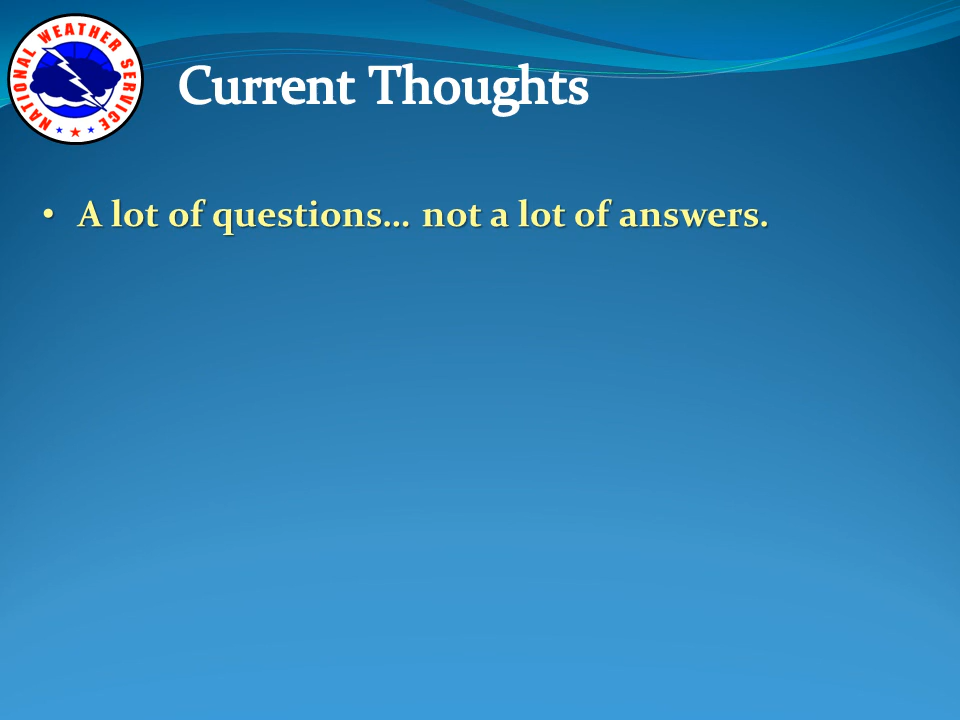 NATIONAL WEATHER SERVICE
Current Thoughts
• A lot of questions… not a lot of answers.